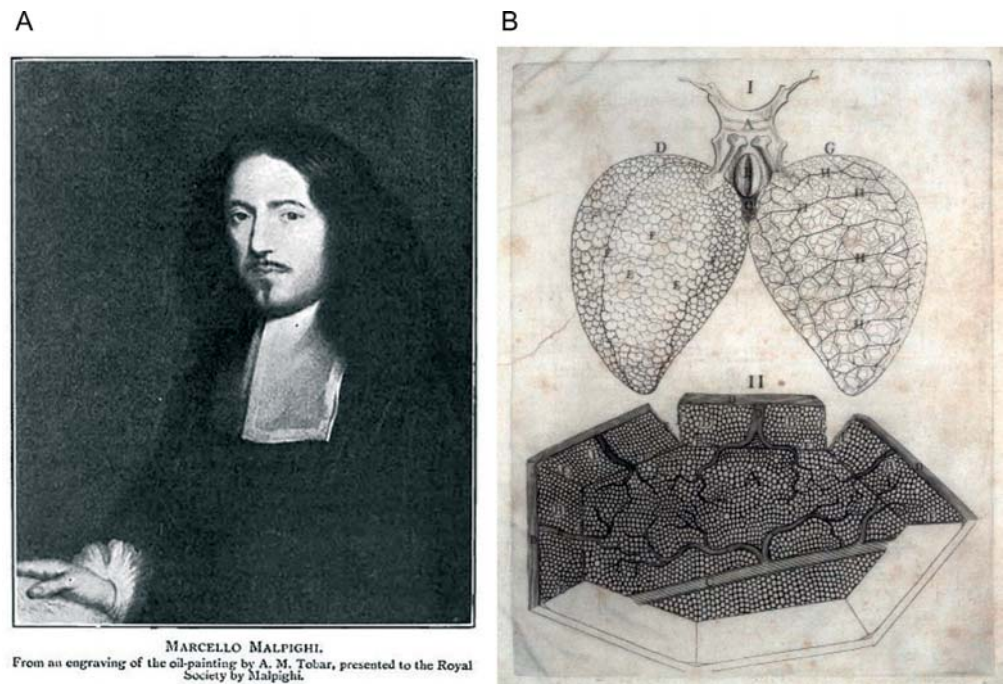 A
B
MARCELLO MALPIGHI.
From an engraving of the oil-painting by A. M. Tobar, presented to the Royal
Society by Malpighi.
I
A
D
G
H
H
H
F
H
F
E
E
H
H
II